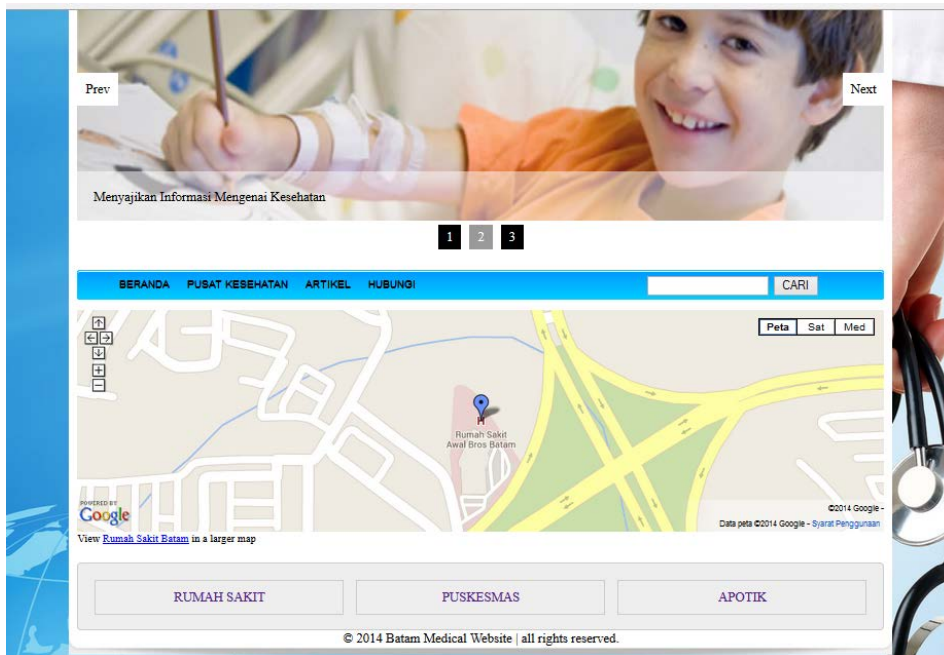 Prev
Next
Menyajikan Informasi Mengenai Kesehatan
1 2 3
BERANDA PUSAT KESEHATAN ARTIKEL HUBUNGI CARI
Peta Sat Med
Rumah Sakit
Awal Bros Batam
POWERED BY
Google
©2014 Google -
Data peta ©2014 Google - Syarat Penggunaan
View Rumah Sakit Batam in a larger map
RUMAH SAKIT PUSKESMAS APOTIK
© 2014 Batam Medical Website | all rights reserved.